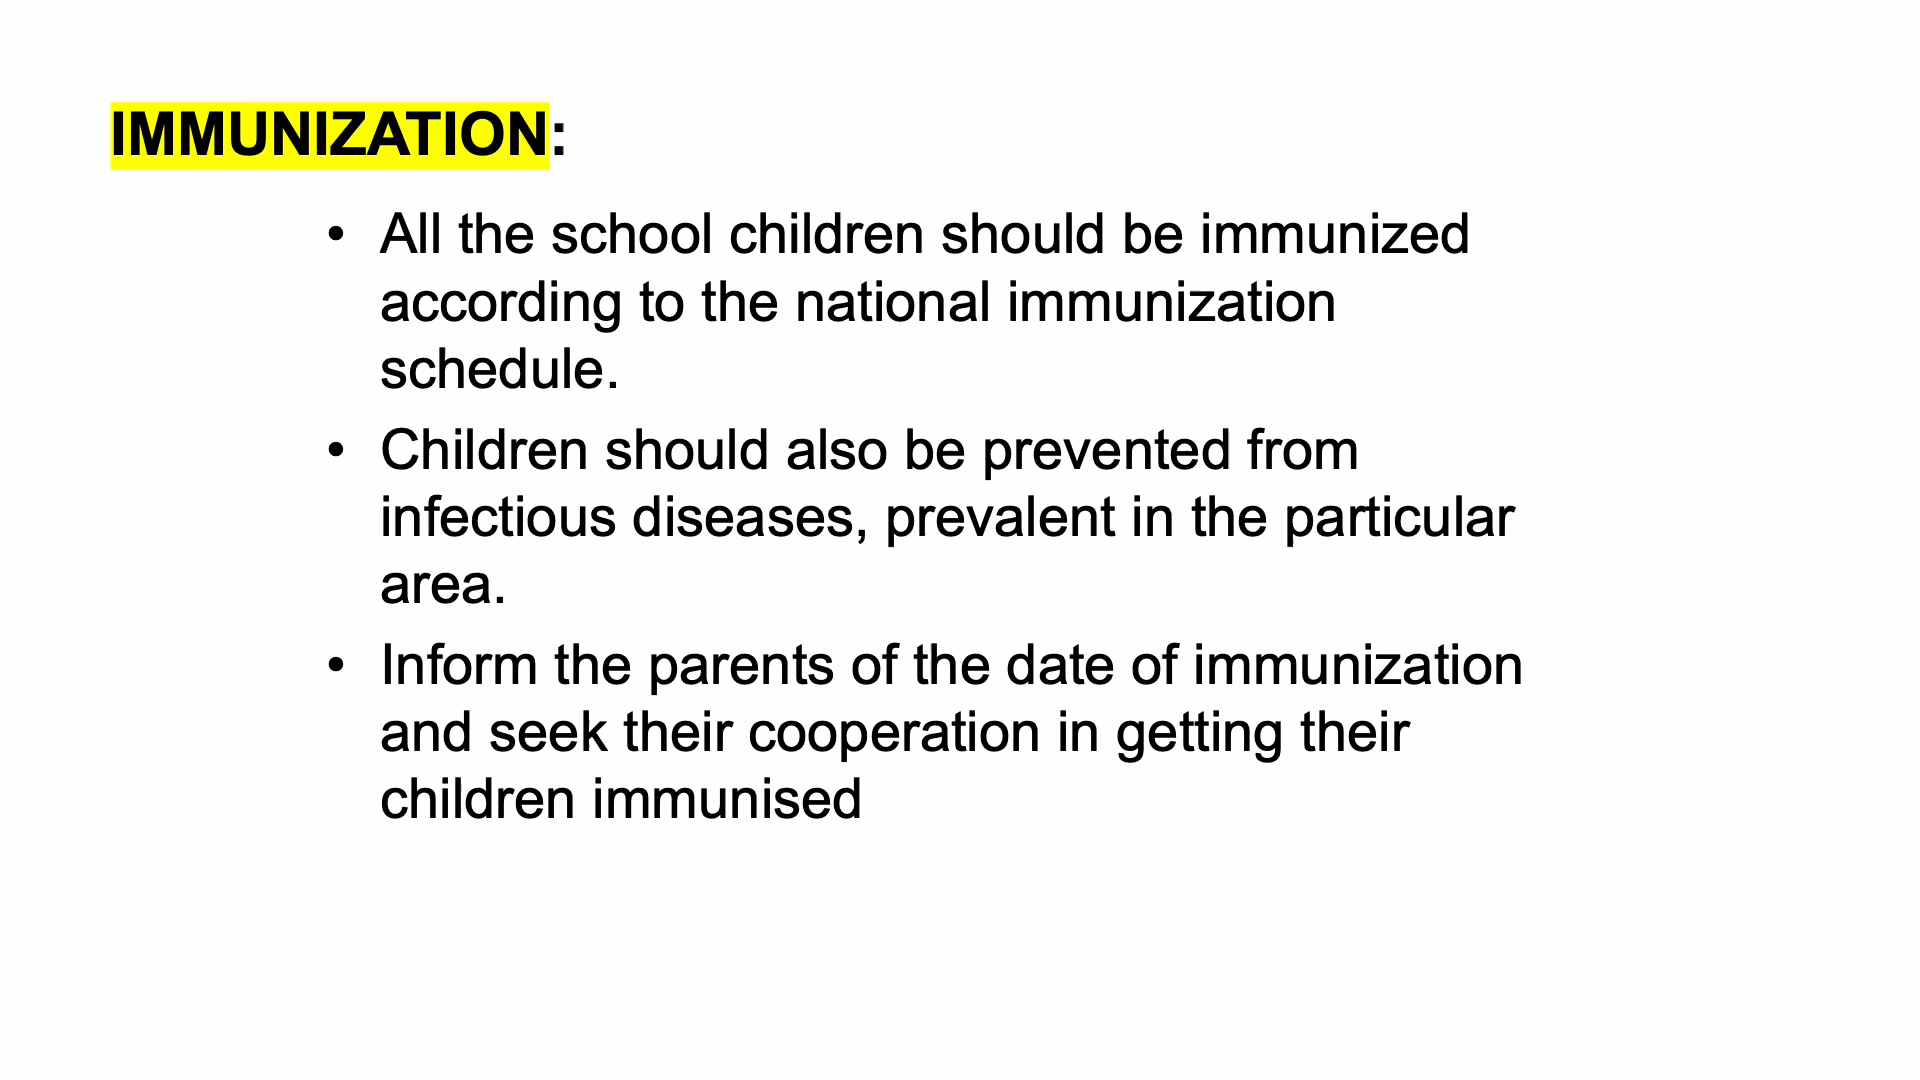 IMMUNIZATION:
• All the school children should be immunized
according to the national immunization
schedule.
• Children should also be prevented from
infectious diseases, prevalent in the particular
area.
• Inform the parents of the date of immunization
and seek their cooperation in getting their
children immunised